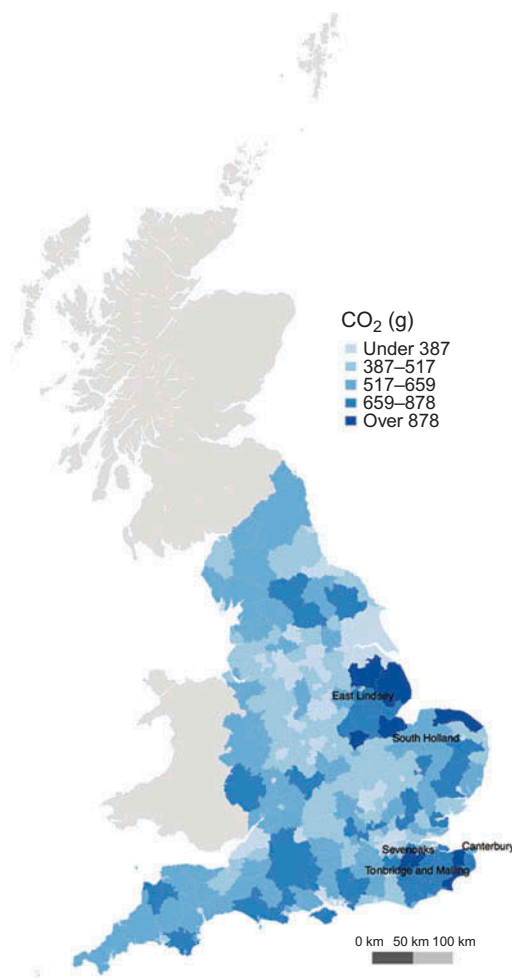 CO₂ (g)
Under 387
387–517
517–659
659–878
Over 878
East Lindsey
South Holland
Sevenoaks
Canterbury
Tonbridge and Malling
0 km 50 km 100 km